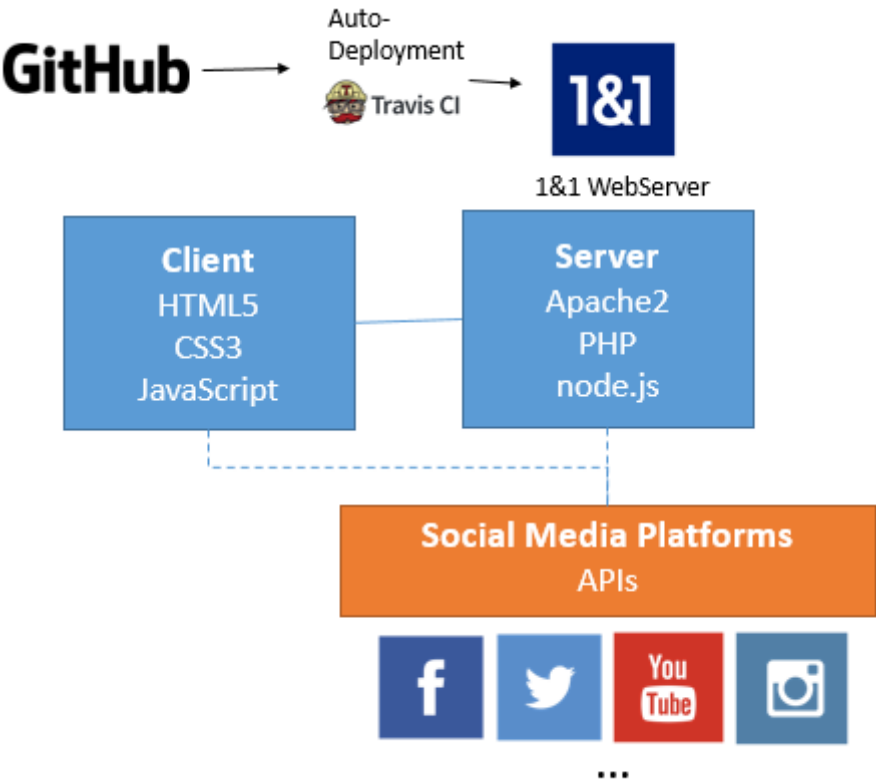 GitHub
Auto-
Deployment
Travis CI
1&1
1&1 WebServer
Client
HTML5
CSS3
JavaScript
Server
Apache2
PHP
node.js
Social Media Platforms
APIs
f
You
Tube
...